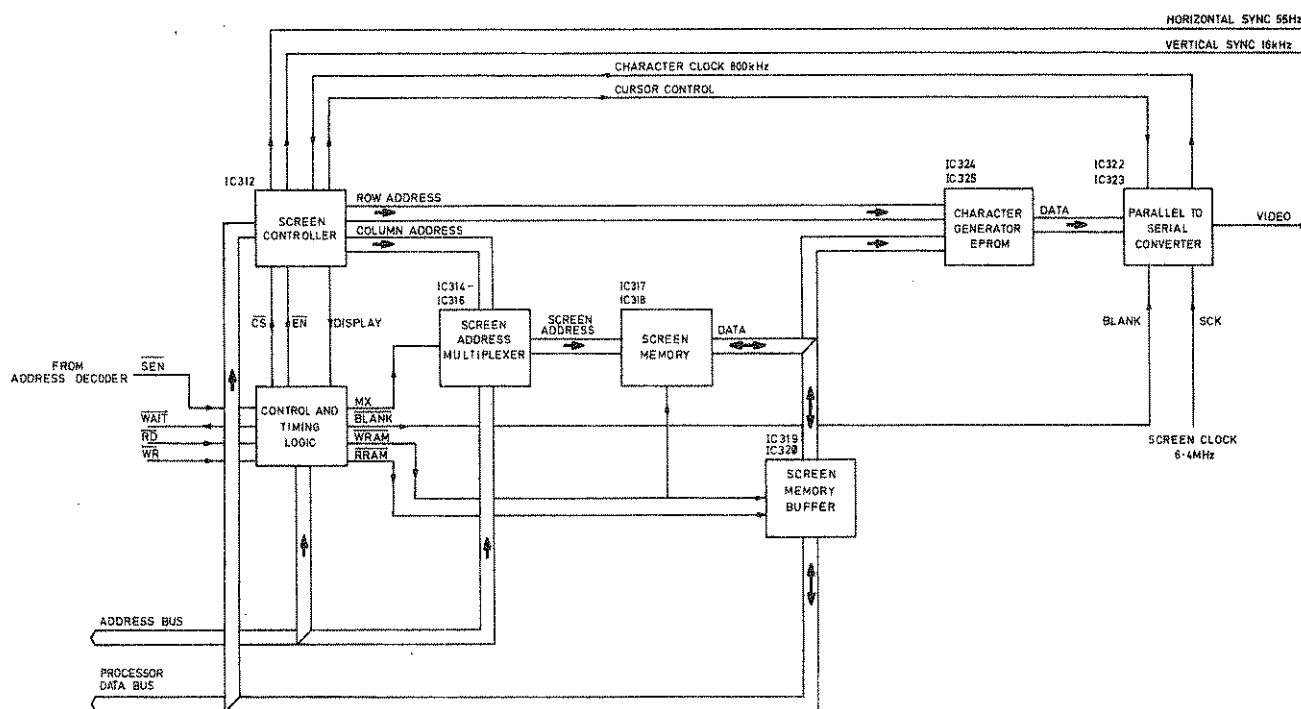 HORIZONTAL SYNC 55Hz
VERTICAL SYNC 16kHz
CHARACTER CLOCK 800kHz
CURSOR CONTROL
IC312
SCREEN
CONTROLLER
ROW ADDRESS
COLUMN ADDRESS
IC324
IC325
CHARACTER
GENERATOR
EPROM
DATA
IC322
IC323
PARALLEL TO
SERIAL
CONVERTER
VIDEO
CS
EN
DISPLAY
IC314-
IC316
SCREEN
ADDRESS
MULTIPLEXER
SCREEN
ADDRESS
IC317
IC318
SCREEN
MEMORY
DATA
BLANK
SCK
FROM
ADDRESS DECODER
SEN
WAIT
RD
WR
CONTROL AND
TIMING
LOGIC
MX
BLANK
WRAM
RRAM
IC319
IC320
SCREEN
MEMORY
BUFFER
SCREEN CLOCK
6·4MHz
ADDRESS BUS
PROCESSOR
DATA BUS